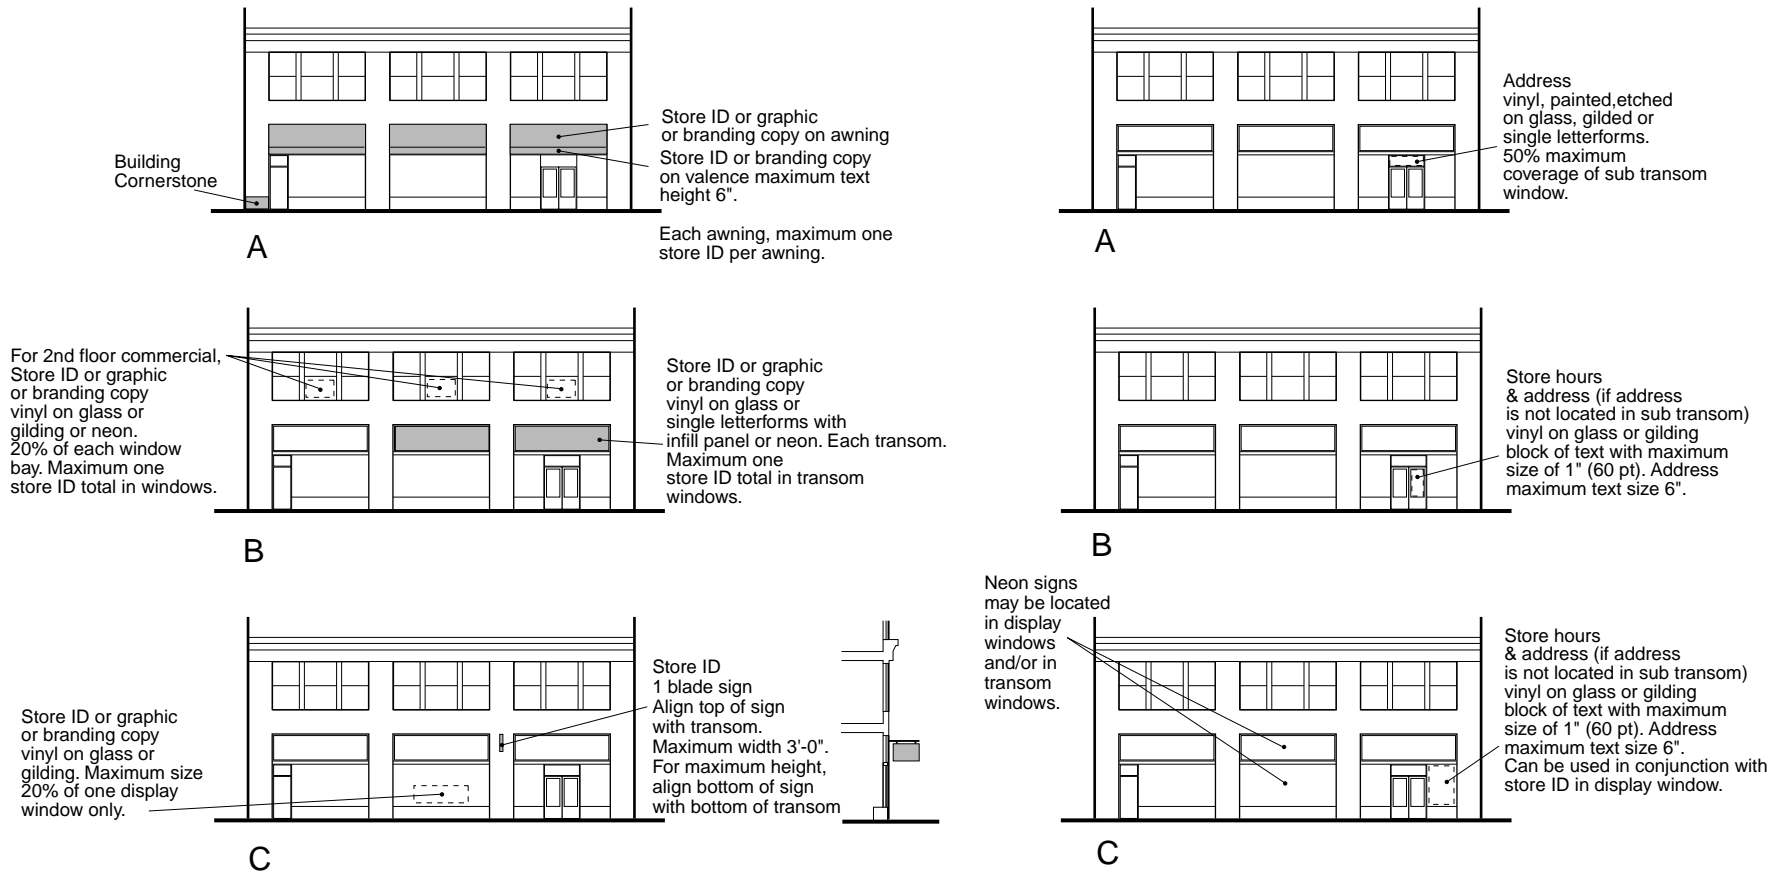 Building
Cornerstone
Store ID or graphic
or branding copy on awning
Store ID or branding copy
on valence maximum text
height 6".
Each awning, maximum one
store ID per awning.
A
Address
vinyl, painted,etched
on glass, gilded or
single letterforms.
50% maximum
coverage of sub transom
window.
A
For 2nd floor commercial,
Store ID or graphic
or branding copy
vinyl on glass or
gilding or neon.
20% of each window
bay. Maximum one
store ID total in windows.
Store ID or graphic
or branding copy
vinyl on glass or
single letterforms with
infill panel or neon. Each transom.
Maximum one
store ID total in transom
windows.
B
Store hours
& address (if address
is not located in sub transom)
vinyl on glass or gilding
block of text with maximum
size of 1" (60 pt). Address
maximum text size 6".
B
Store ID or graphic
or branding copy
vinyl on glass or
gilding. Maximum size
20% of one display
window only.
Store ID
1 blade sign
Align top of sign
with transom.
Maximum width 3'-0".
For maximum height,
align bottom of sign
with bottom of transom
C
Neon signs
may be located
in display
windows
and/or in
transom
windows.
Store hours
& address (if address
is not located in sub transom)
vinyl on glass or gilding
block of text with maximum
size of 1" (60 pt). Address
maximum text size 6".
Can be used in conjunction with
store ID in display window.
C